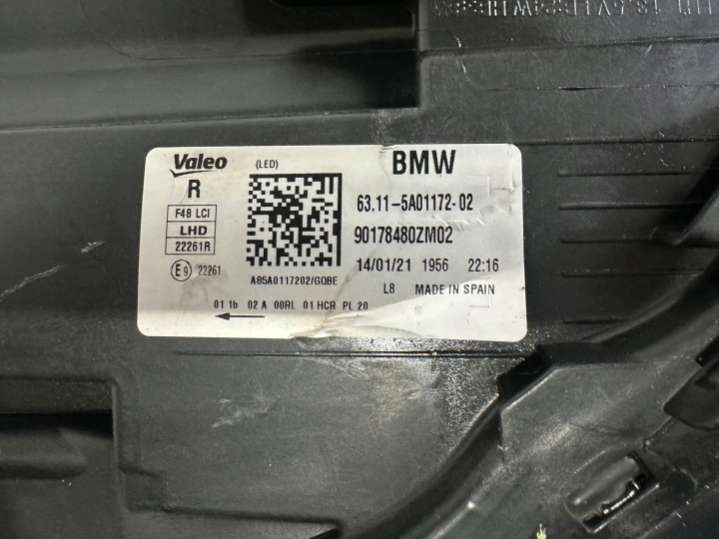 Valeo (LED) BMW
R
63.11-5A01172-02
F48 LCI
LHD
90178480ZM02
22261R
E9 22261
14/01/21 1956 22:16
A85A0117202/GQBE
L8 MADE IN SPAIN
01 1b 02 A 00RL 01 HCR PL 20